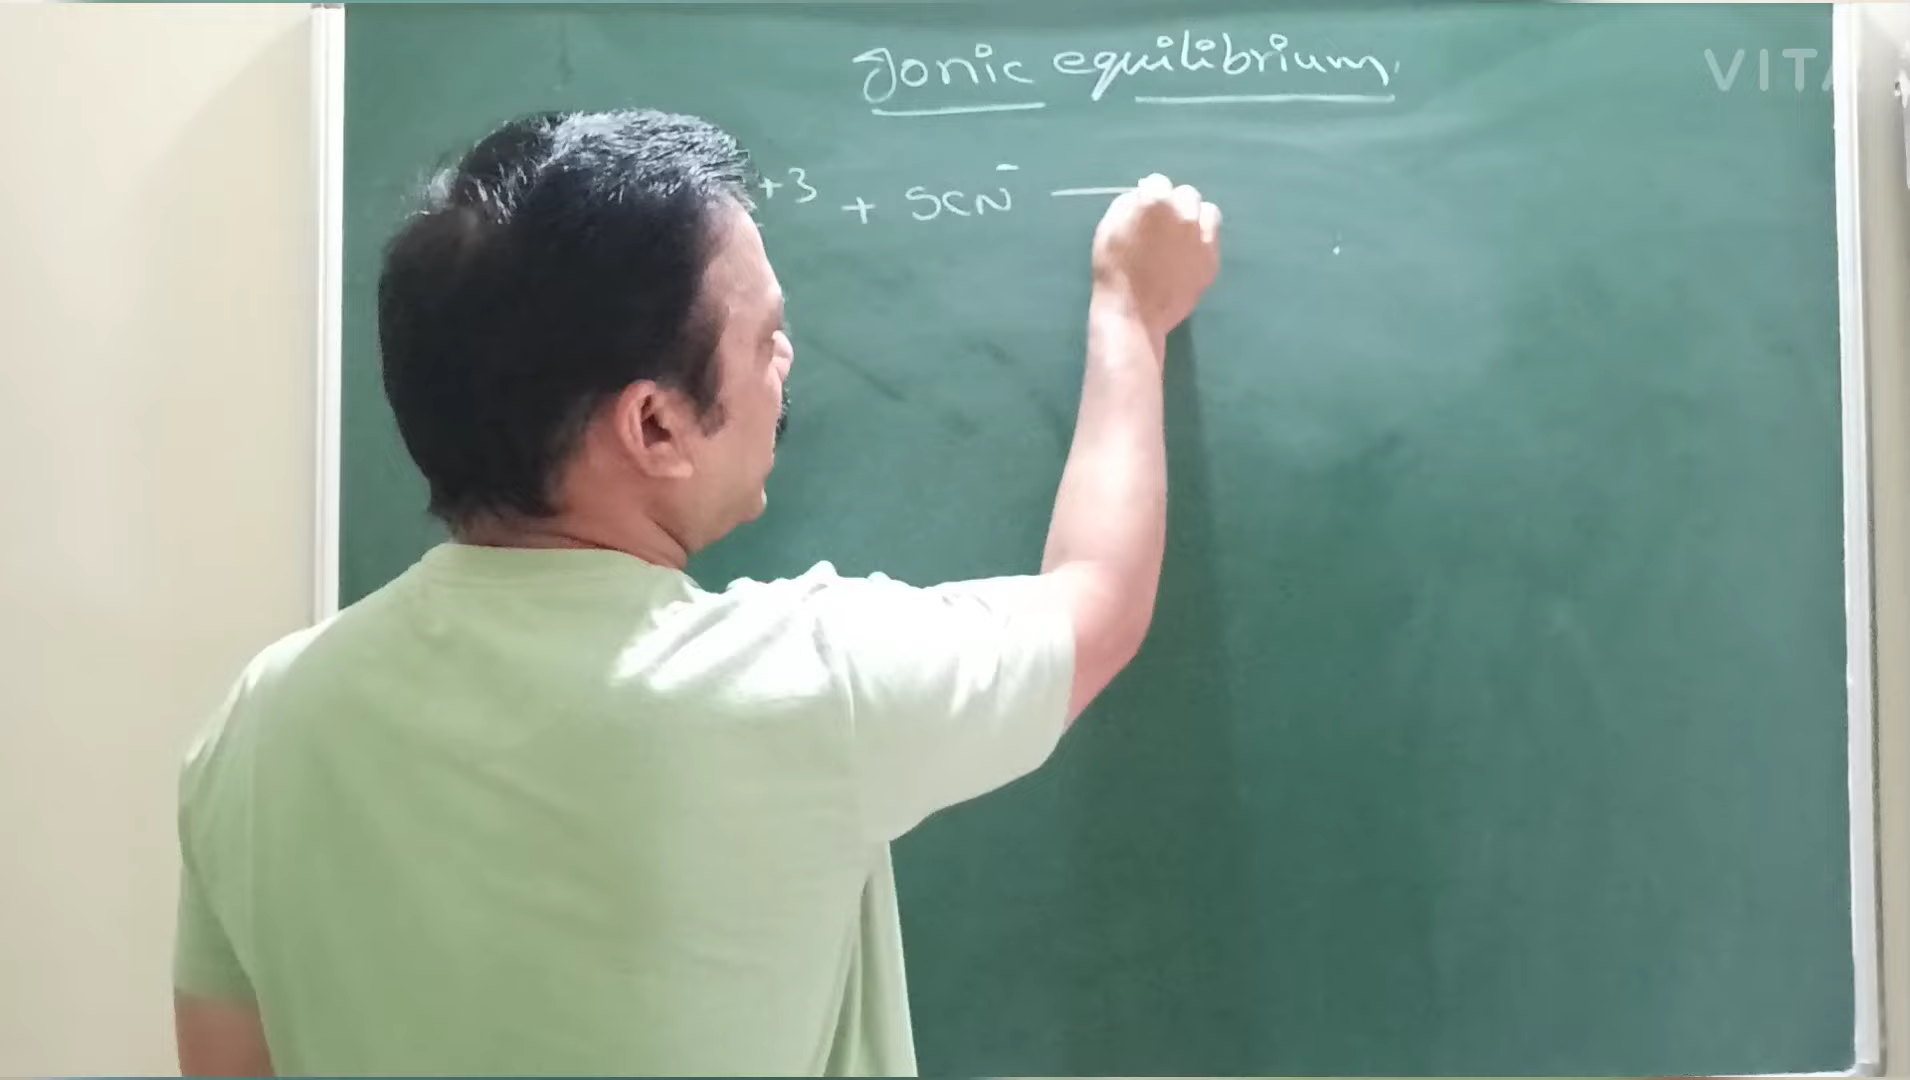 Ionic equilibrium.
+3 + SCN⁻ —
VITA